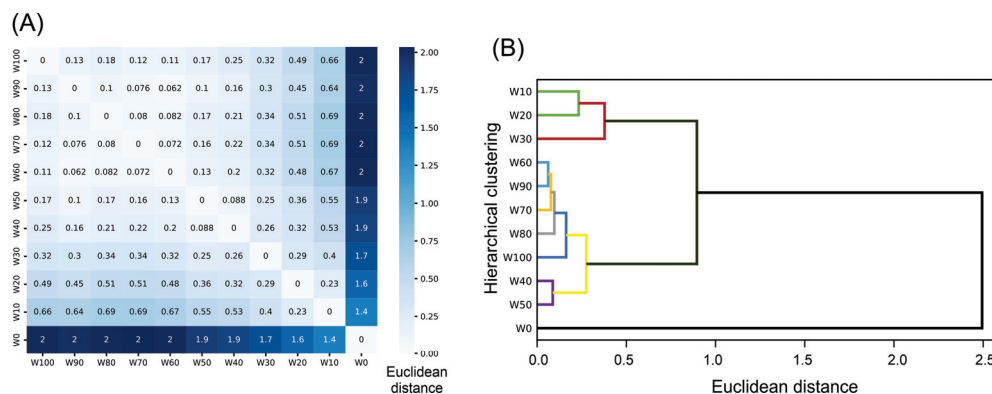 (A)
W100 0 0.13 0.18 0.12 0.11 0.17 0.25 0.32 0.49 0.66 2
W90 0.13 0 0.1 0.076 0.062 0.1 0.16 0.3 0.45 0.64 2
W80 0.18 0.1 0 0.08 0.082 0.17 0.21 0.34 0.51 0.69 2
W70 0.12 0.076 0.08 0 0.072 0.16 0.22 0.34 0.51 0.69 2
W60 0.11 0.062 0.082 0.072 0 0.13 0.2 0.32 0.48 0.67 2
W50 0.17 0.1 0.17 0.16 0.13 0 0.088 0.25 0.36 0.55 1.9
W40 0.25 0.16 0.21 0.22 0.2 0.088 0 0.26 0.32 0.53 1.9
W30 0.32 0.3 0.34 0.34 0.32 0.25 0.26 0 0.29 0.4 1.7
W20 0.49 0.45 0.51 0.51 0.48 0.36 0.32 0.29 0 0.23 1.6
W10 0.66 0.64 0.69 0.69 0.67 0.55 0.53 0.4 0.23 0 1.4
W0 2 2 2 2 2 1.9 1.9 1.7 1.6 1.4 0
W100 W90 W80 W70 W60 W50 W40 W30 W20 W10 W0
2.00
1.75
1.50
1.25
1.00
0.75
0.50
0.25
0.00
Euclidean
distance
(B)
Hierarchical clustering
W10
W20
W30
W60
W90
W70
W80
W100
W40
W50
W0
0.0 0.5 1.0 1.5 2.0 2.5
Euclidean distance